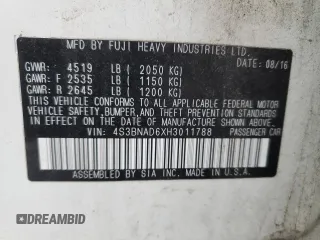 MFD BY FUJI HEAVY INDUSTRIES LTD.
GVWR: 4519 LB ( 2050 KG) DATE: 08/16
GAWR: F 2535 LB ( 1150 KG)
GAWR: R 2645 LB ( 1200 KG)
THIS VEHICLE CONFORMS TO ALL APPLICABLE FEDERAL MOTOR
VEHICLE SAFETY, BUMPER, AND THEFT PREVENTION
STANDARDS IN EFFECT ON THE DATE OF MANUFACTURE SHOWN
ABOVE.
VIN: 4S3BNAD6XH3011788 PASSENGER CAR
ASSEMBLED BY SIA INC. MADE IN U.S.A.
autobidmaster